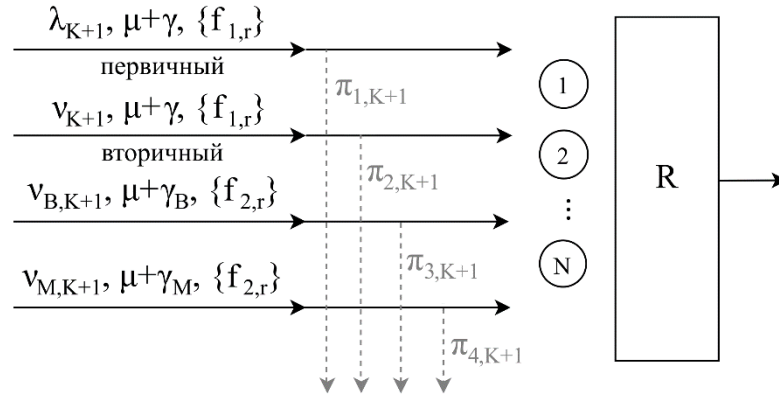 λ_{K+1}, μ+γ, {f_{1,r}}
первичный
π_{1,K+1}
ν_{K+1}, μ+γ, {f_{1,r}}
вторичный
π_{2,K+1}
ν_{B,K+1}, μ+γ_B, {f_{2,r}}
π_{3,K+1}
ν_{M,K+1}, μ+γ_M, {f_{2,r}}
π_{4,K+1}
1
2
⋮
N
R